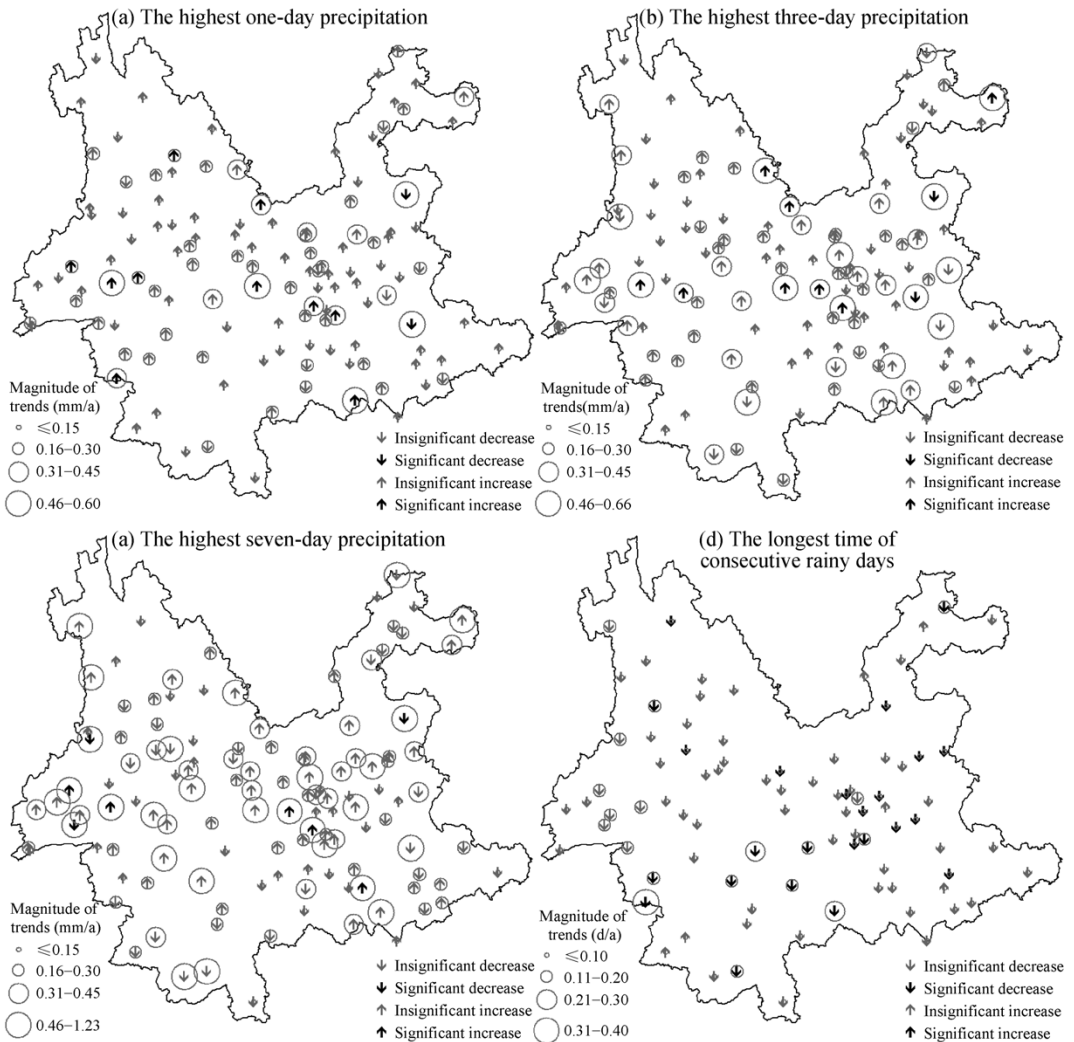 (a) The highest one-day precipitation
Magnitude of
trends (mm/a)
≤0.15
0.16−0.30
0.31−0.45
0.46−0.60
Insignificant decrease
Significant decrease
Insignificant increase
Significant increase
(b) The highest three-day precipitation
Magnitude of
trends(mm/a)
≤0.15
0.16−0.30
0.31−0.45
0.46−0.66
Insignificant decrease
Significant decrease
Insignificant increase
Significant increase
(a) The highest seven-day precipitation
Magnitude of
trends (mm/a)
≤0.15
0.16−0.30
0.31−0.45
0.46−1.23
Insignificant decrease
Significant decrease
Insignificant increase
Significant increase
(d) The longest time of
consecutive rainy days
Magnitude of
trends (d/a)
≤0.10
0.11−0.20
0.21−0.30
0.31−0.40
Insignificant decrease
Significant decrease
Insignificant increase
Significant increase